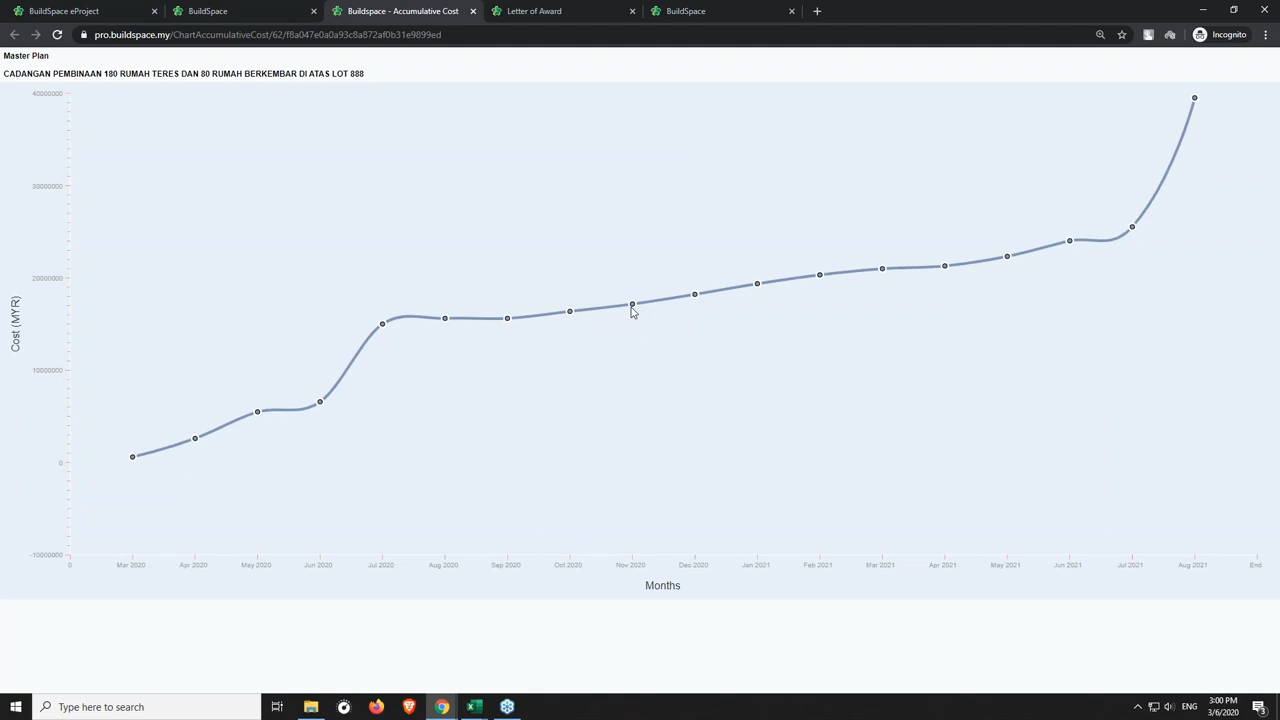 BuildSpace eProject
BuildSpace
Buildspace - Accumulative Cost
Letter of Award
BuildSpace
pro.buildspace.my/ChartAccumulativeCost/62/f8a047e0a0a93c8a872af0b31e9899ed
Incognito
Master Plan
CADANGAN PEMBINAAN 180 RUMAH TERES DAN 80 RUMAH BERKEMBAR DI ATAS LOT 888
40000000
30000000
20000000
10000000
0
-10000000
Cost (MYR)
0 Mar 2020 Apr 2020 May 2020 Jun 2020 Jul 2020 Aug 2020 Sep 2020 Oct 2020 Nov 2020 Dec 2020 Jan 2021 Feb 2021 Mar 2021 Apr 2021 May 2021 Jun 2021 Jul 2021 Aug 2021 End
Months
Type here to search
ENG
3:00 PM
3/6/2020